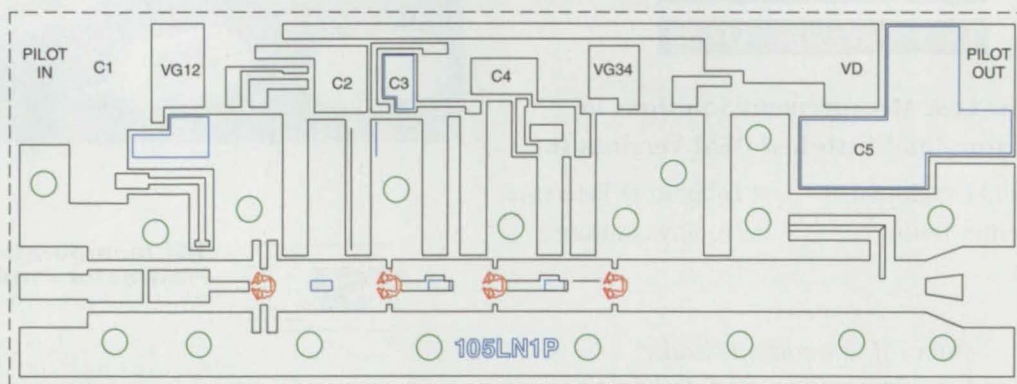 PILOT IN
C1
VG12
C2
C3
C4
VG34
VD
PILOT OUT
C5
105LN1P